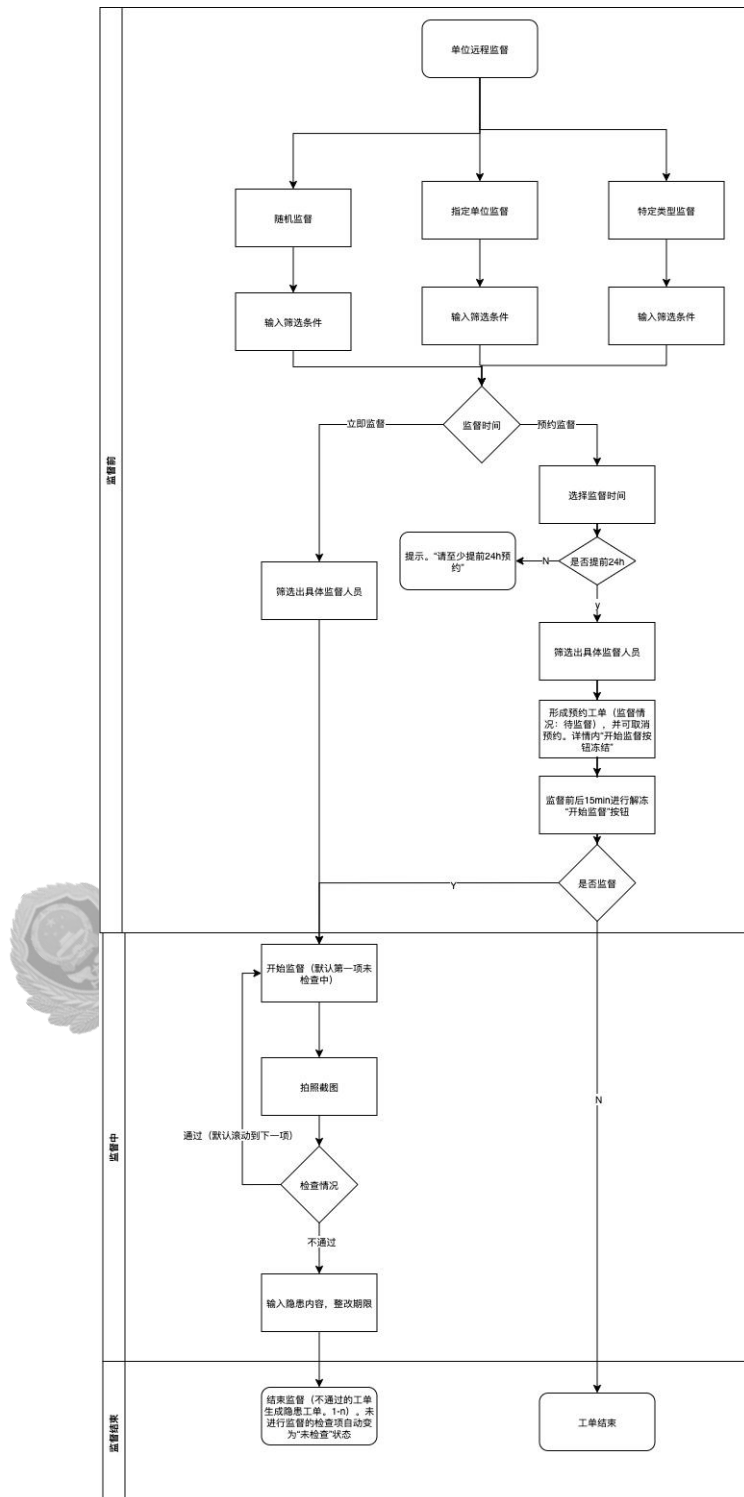 单位远程监督
随机监督
指定单位监督
特定类型监督
输入筛选条件
输入筛选条件
输入筛选条件
监督时间
立即监督
预约监督
监督前
选择监督时间
是否提前24h
N
提示。“请至少提前24h预
约”
筛选出具体监督人员
y
筛选出具体监督人员
形成预约工单（监督情
况：待监督），并可取消
预约。详情内“开始监督按
钮冻结”
监督前后15min进行解冻
“开始监督”按钮
是否监督
Y
开始监督（默认第一项未
检查中）
拍照截图
N
监督中
通过（默认滚动到下一项）
检查情况
不通过
输入隐患内容，整改期限
监督结束
结束监督（不通过的工单
生成隐患工单。1-n）。未
进行监督的检查项自动变
为“未检查”状态
工单结束